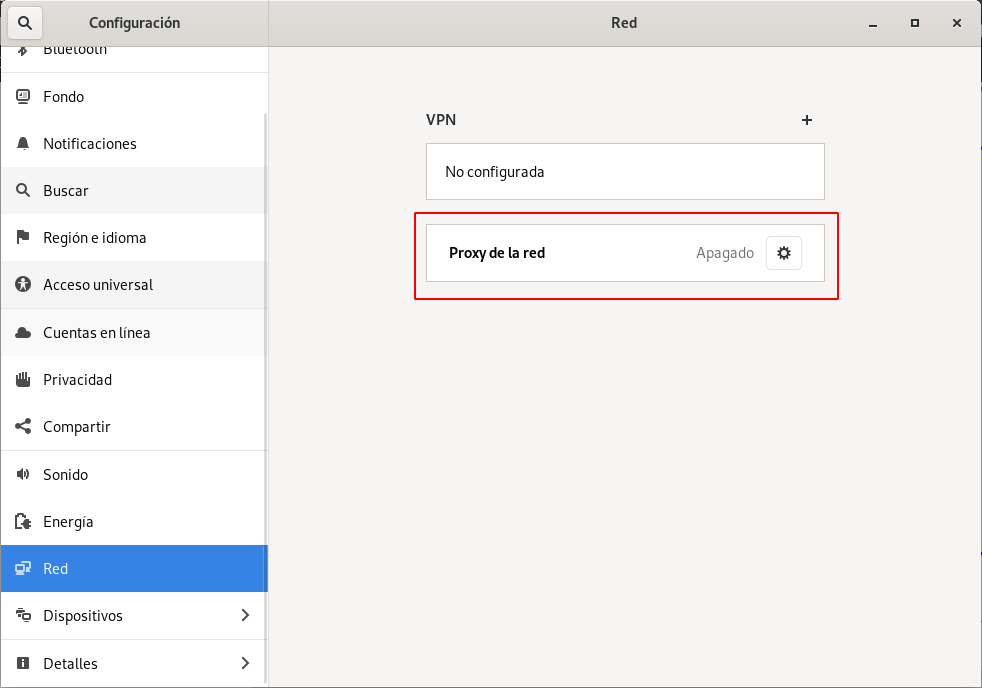 Configuración
Red
Bluetooth
Fondo
Notificaciones
Buscar
Región e idioma
Acceso universal
Cuentas en línea
Privacidad
Compartir
Sonido
Energía
Red
Dispositivos
Detalles
VPN
No configurada
Proxy de la red Apagado